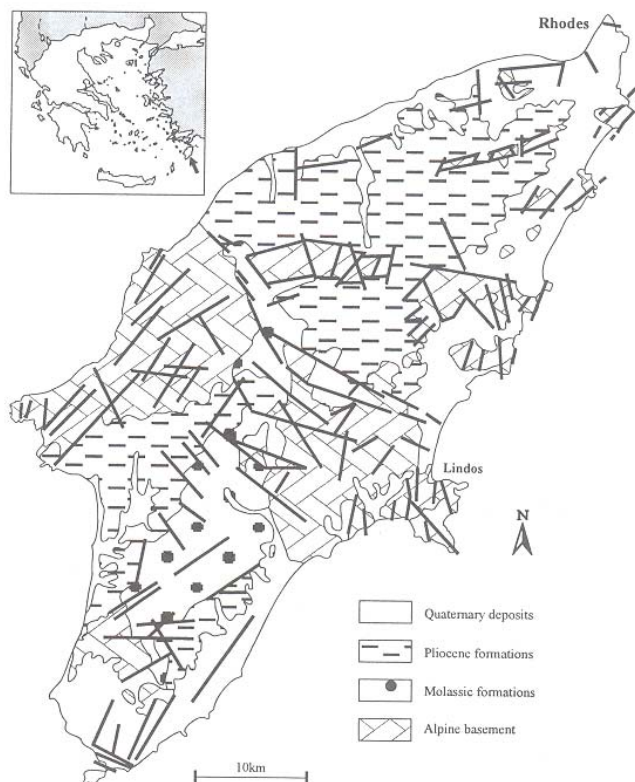 Rhodes
Lindos
N
Quaternary deposits
Pliocene formations
Molassic formations
Alpine basement
10km